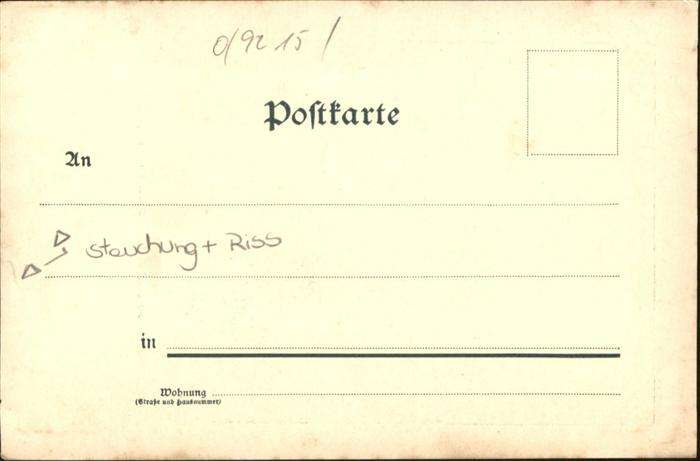 0/92 15/
Poſtkarte
An
Stauchung + Riss
in
Wohnung
(Straße und Hausnummer)